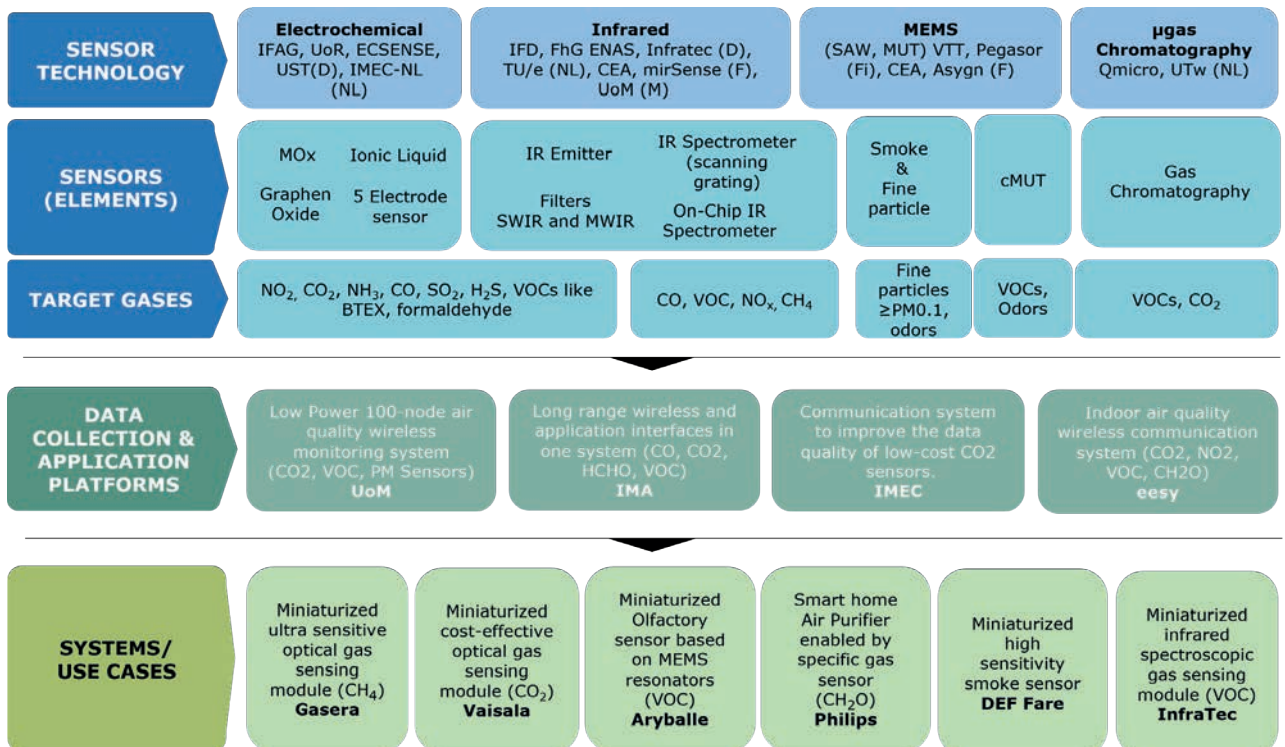 SENSOR
TECHNOLOGY
Electrochemical
IFAG, UoR, ECSENSE,
UST(D), IMEC-NL
(NL)
Infrared
IFD, FhG ENAS, Infratec (D),
TU/e (NL), CEA, mirSense (F),
UoM (M)
MEMS
(SAW, MUT) VTT, Pegasor
(Fi), CEA, Asygn (F)
µgas
Chromatography
Qmicro, UTw (NL)
SENSORS
(ELEMENTS)
MOx
Ionic Liquid
Graphen
Oxide
5 Electrode
sensor
IR Emitter
IR Spectrometer
(scanning
grating)
Filters
SWIR and MWIR
On-Chip IR
Spectrometer
Smoke
&
Fine
particle
cMUT
Gas
Chromatography
TARGET GASES
NO₂, CO₂, NH₃, CO, SO₂, H₂S, VOCs like
BTEX, formaldehyde
CO, VOC, NOₓ, CH₄
Fine
particles
≥PM0.1,
odors
VOCs,
Odors
VOCs, CO₂
DATA
COLLECTION &
APPLICATION
PLATFORMS
Low Power 100-node air
quality wireless
monitoring system
(CO2, VOC, PM Sensors)
UoM
Long range wireless and
application interfaces in
one system (CO, CO2,
HCHO, VOC)
IMA
Communication system
to improve the data
quality of low-cost CO2
sensors.
IMEC
Indoor air quality
wireless communication
system (CO2, NO2,
VOC, CH2O)
eesy
SYSTEMS/
USE CASES
Miniaturized
ultra sensitive
optical gas
sensing
module (CH₄)
Gasera
Miniaturized
cost-effective
optical gas
sensing
module (CO₂)
Vaisala
Miniaturized
Olfactory
sensor based
on MEMS
resonators
(VOC)
Aryballe
Smart home
Air Purifier
enabled by
specific gas
sensor
(CH₂O)
Philips
Miniaturized
high
sensitivity
smoke sensor
DEF Fare
Miniaturized
infrared
spectroscopic
gas sensing
module (VOC)
InfraTec